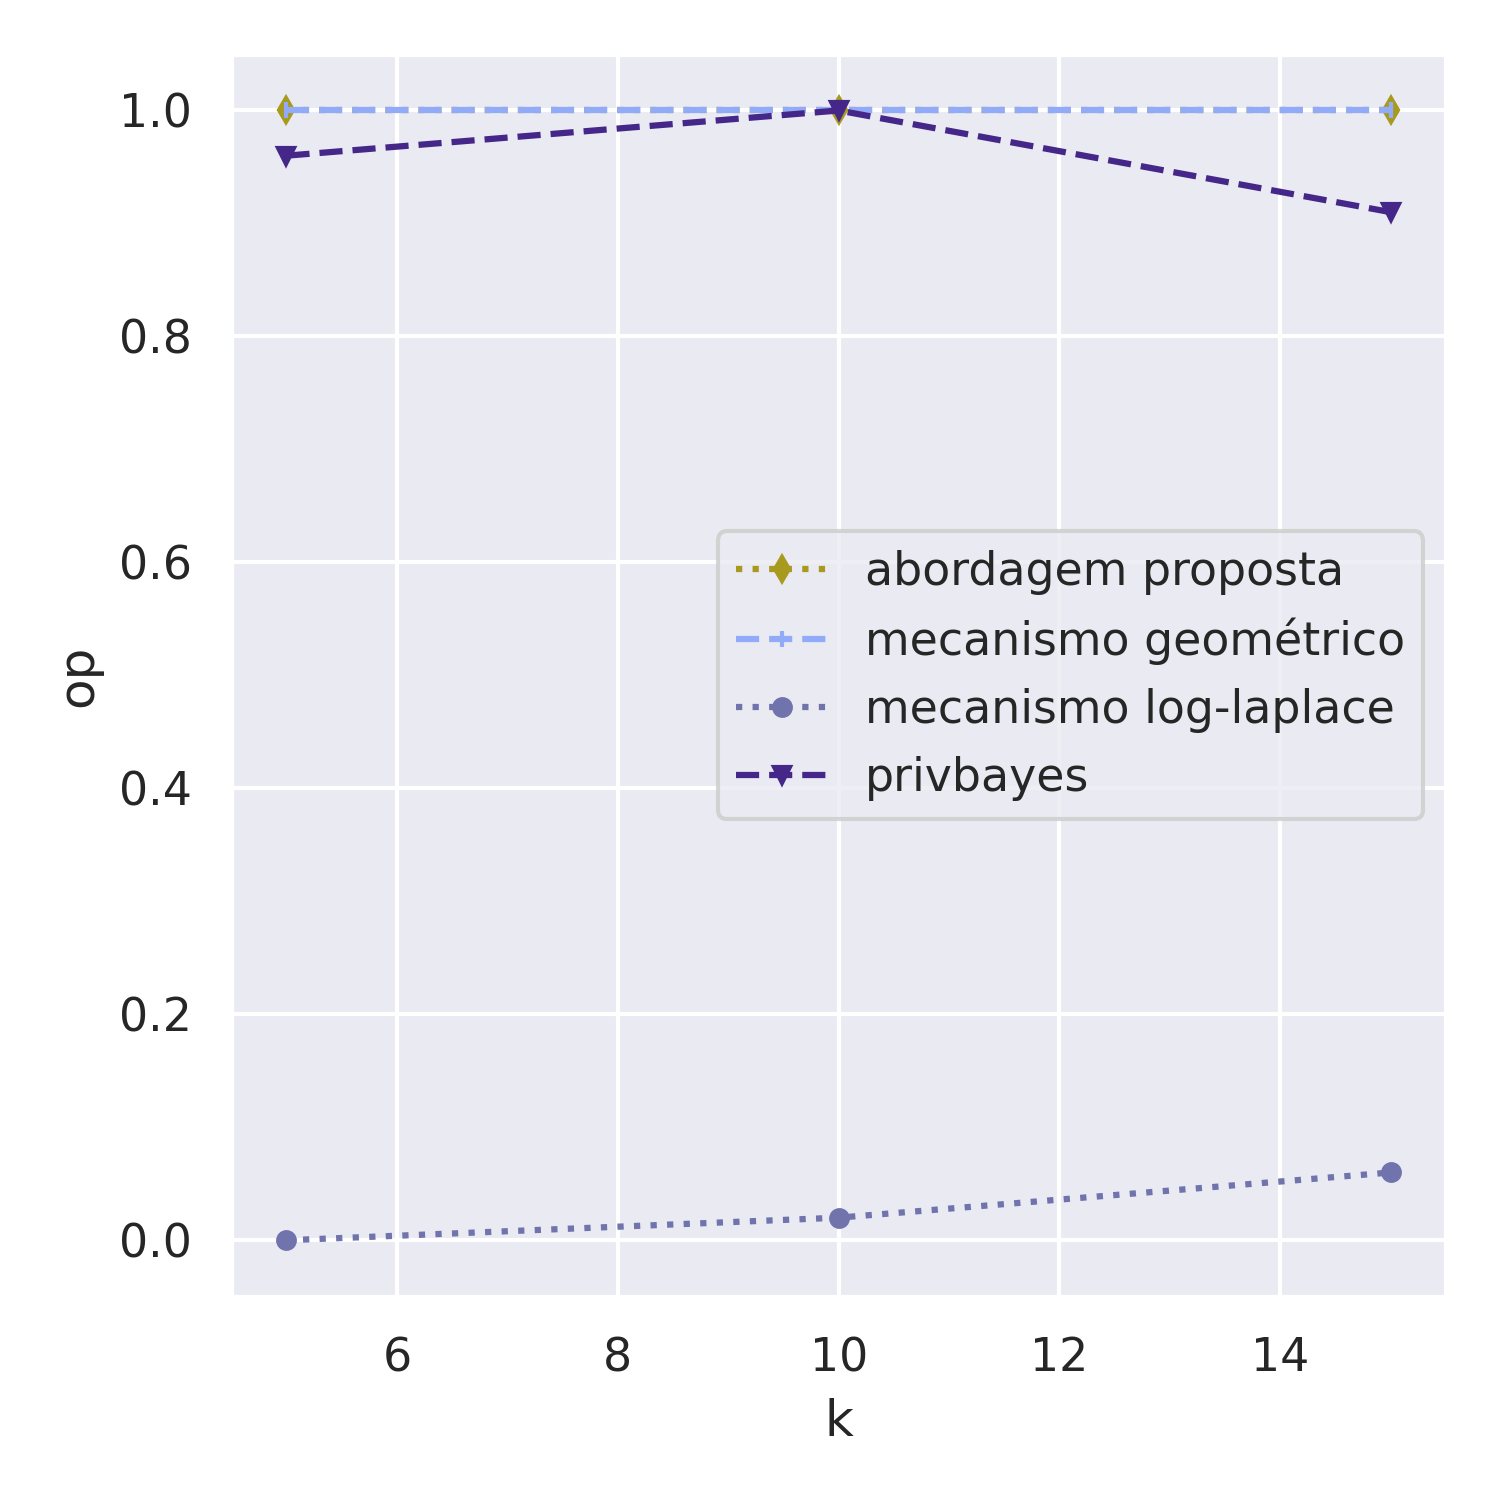 1.0
0.8
0.6
0.4
0.2
0.0
op
abordagem proposta
mecanismo geométrico
mecanismo log-laplace
privbayes
6 8 10 12 14
k